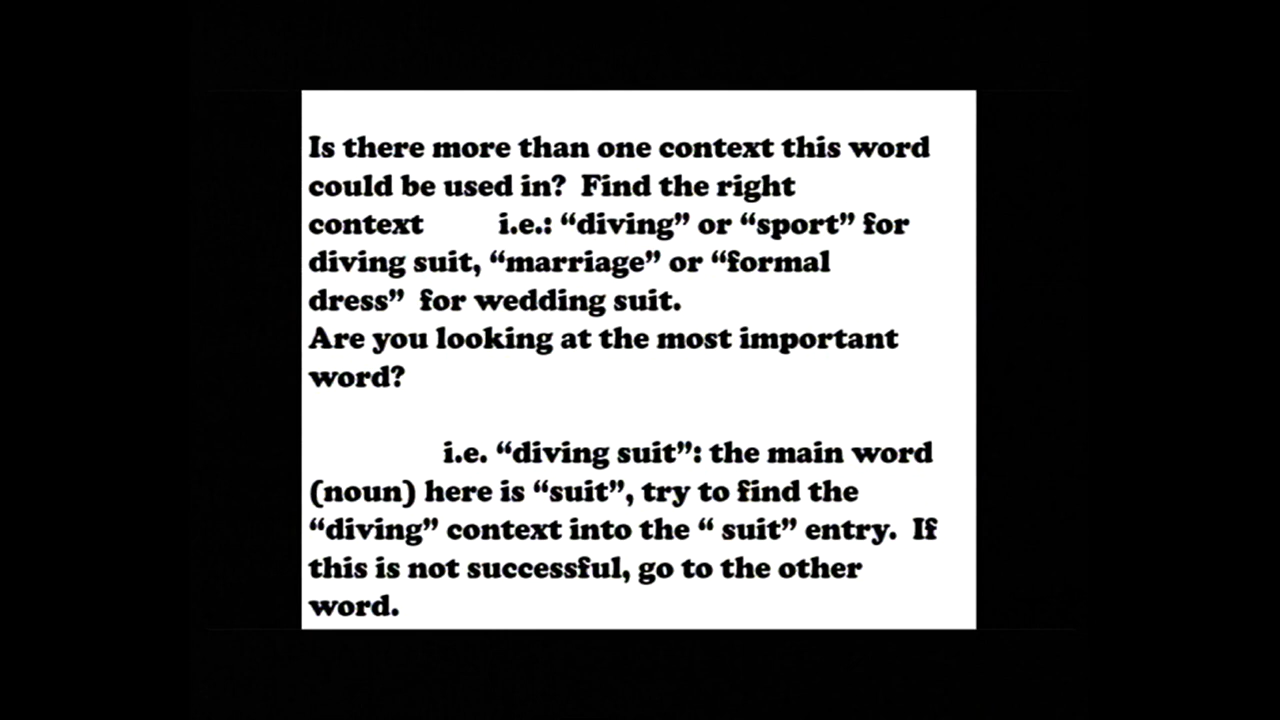 Is there more than one context this word
could be used in?  Find the right
context          i.e.: “diving” or “sport” for
diving suit, “marriage” or “formal
dress”  for wedding suit.
Are you looking at the most important
word?
i.e. “diving suit”: the main word
(noun) here is “suit”, try to find the
“diving” context into the “ suit” entry.  If
this is not successful, go to the other
word.